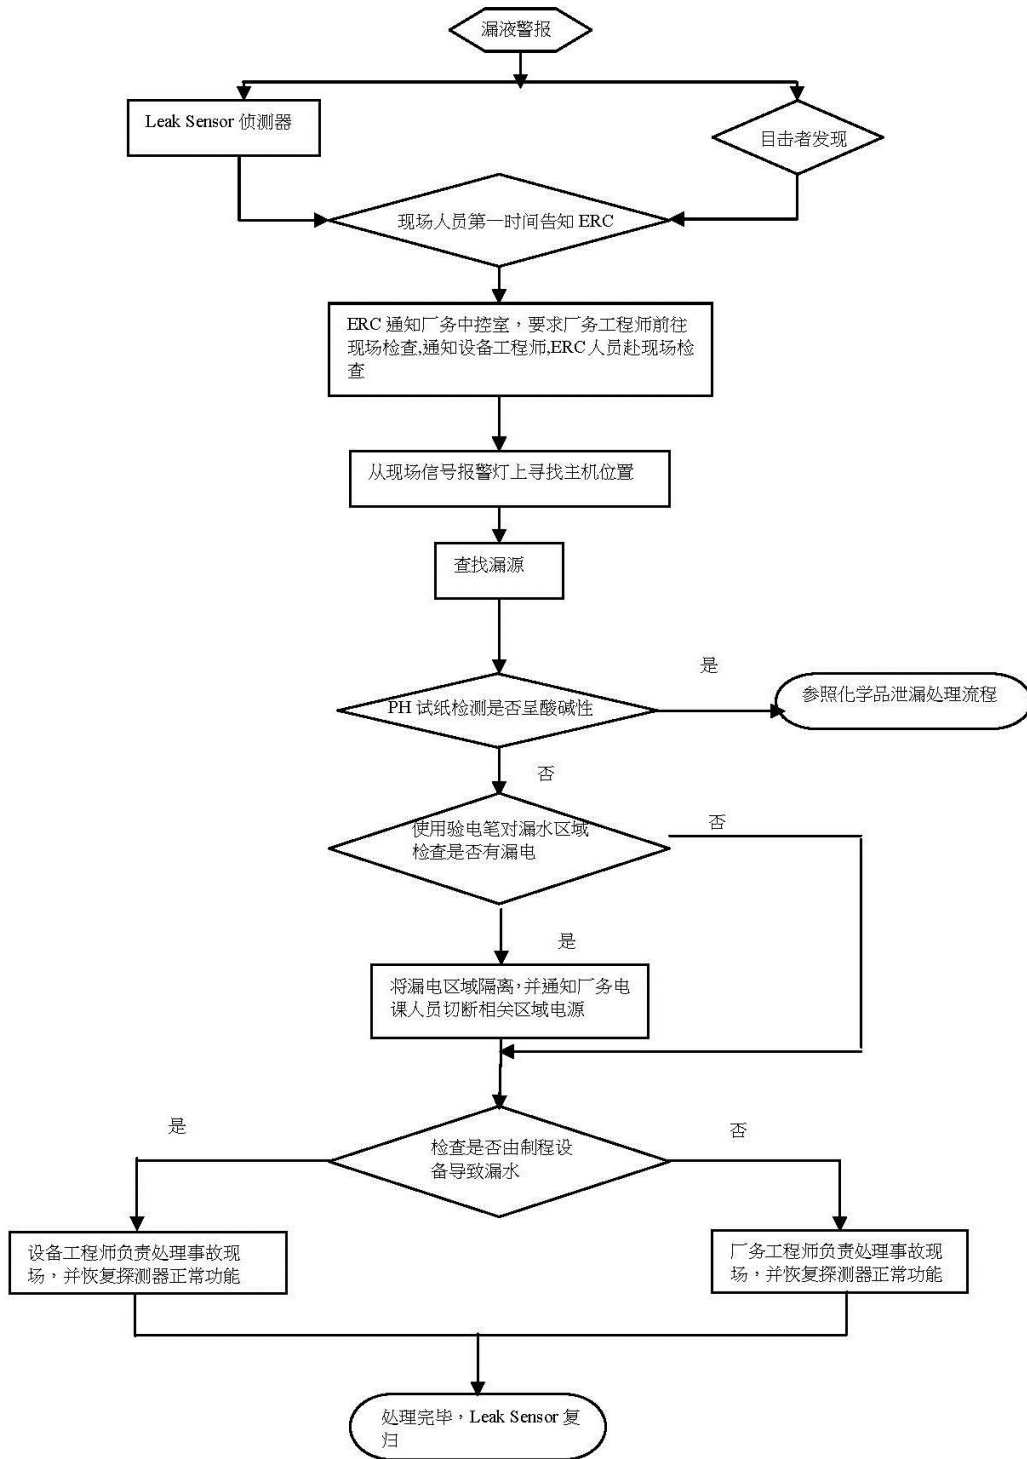 漏液警报
Leak Sensor 侦测器
目击者发现
现场人员第一时间告知 ERC
ERC 通知厂务中控室，要求厂务工程师前往
现场检查,通知设备工程师,ERC 人员赴现场检
查
从现场信号报警灯上寻找主机位置
查找漏源
是
PH 试纸检测是否呈酸碱性
参照化学品泄漏处理流程
否
使用验电笔对漏水区域
检查是否有漏电
否
是
将漏电区域隔离,并通知厂务电
课人员切断相关区域电源
是
否
检查是否由制程设
备导致漏水
设备工程师负责处理事故现
场，并恢复探测器正常功能
厂务工程师负责处理事故现
场，并恢复探测器正常功能
处理完毕，Leak Sensor 复
归